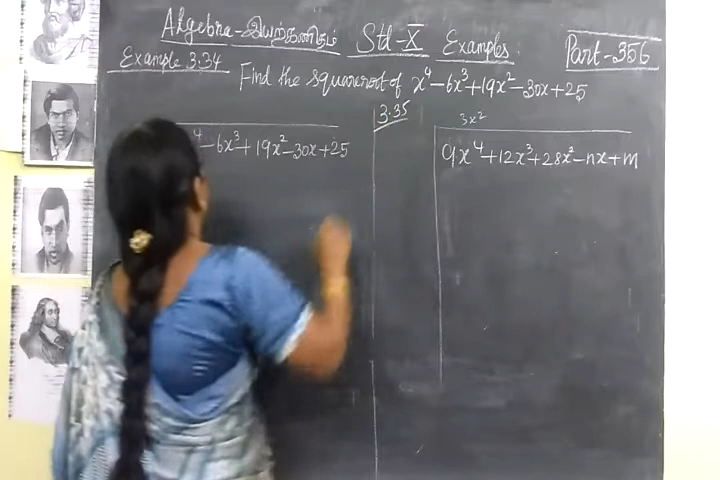 Algebra-இயற்கணிதம் Std-X Examples.
Part-356
Example 3.34
Find the squareroot of x⁴-6x³+19x²-30x+25
3.35
⁴-6x³+19x²-30x+25
3x²
9x⁴+12x³+28x²-nx+m